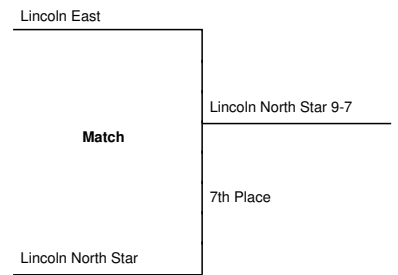 Lincoln East
Lincoln North Star 9-7
Match
7th Place
Lincoln North Star